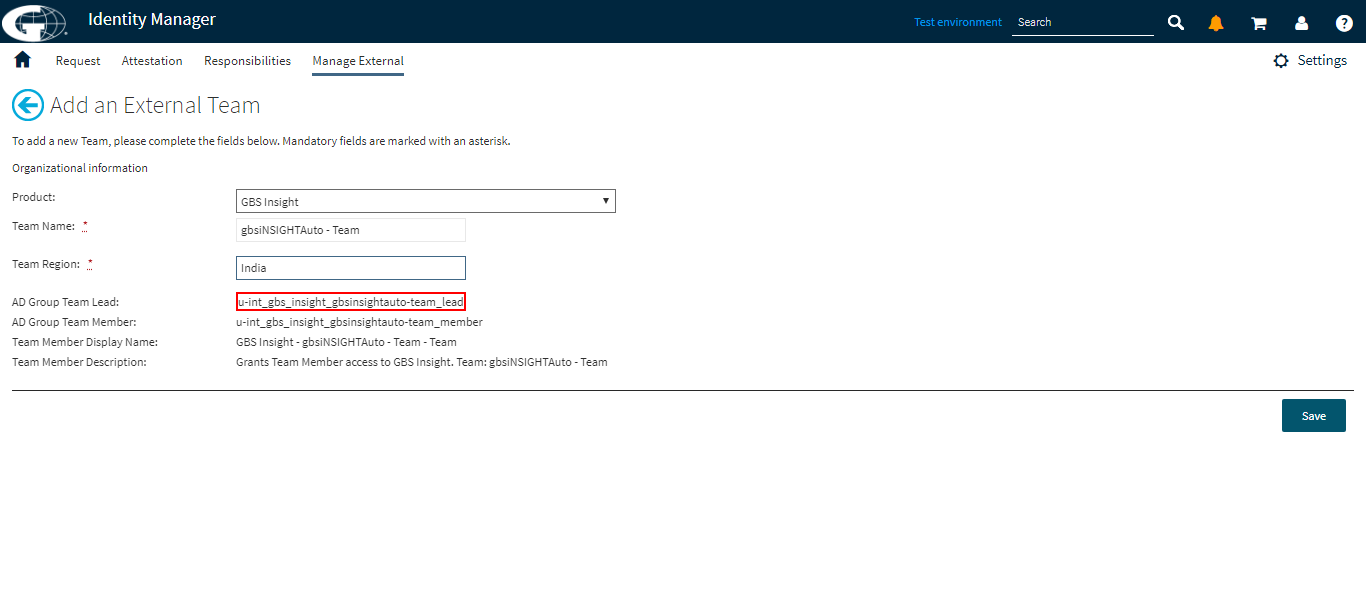 Identity Manager
Test environment
Search
Request Attestation Responsibilities Manage External
Settings
Add an External Team
To add a new Team, please complete the fields below. Mandatory fields are marked with an asterisk.
Organizational information
Product: GBS Insight
Team Name: * gbsiNSIGHTAuto - Team
Team Region: * India
AD Group Team Lead: u-int_gbs_insight_gbsinsightauto-team_lead
AD Group Team Member: u-int_gbs_insight_gbsinsightauto-team_member
Team Member Display Name: GBS Insight - gbsiNSIGHTAuto - Team - Team
Team Member Description: Grants Team Member access to GBS Insight. Team: gbsiNSIGHTAuto - Team
Save